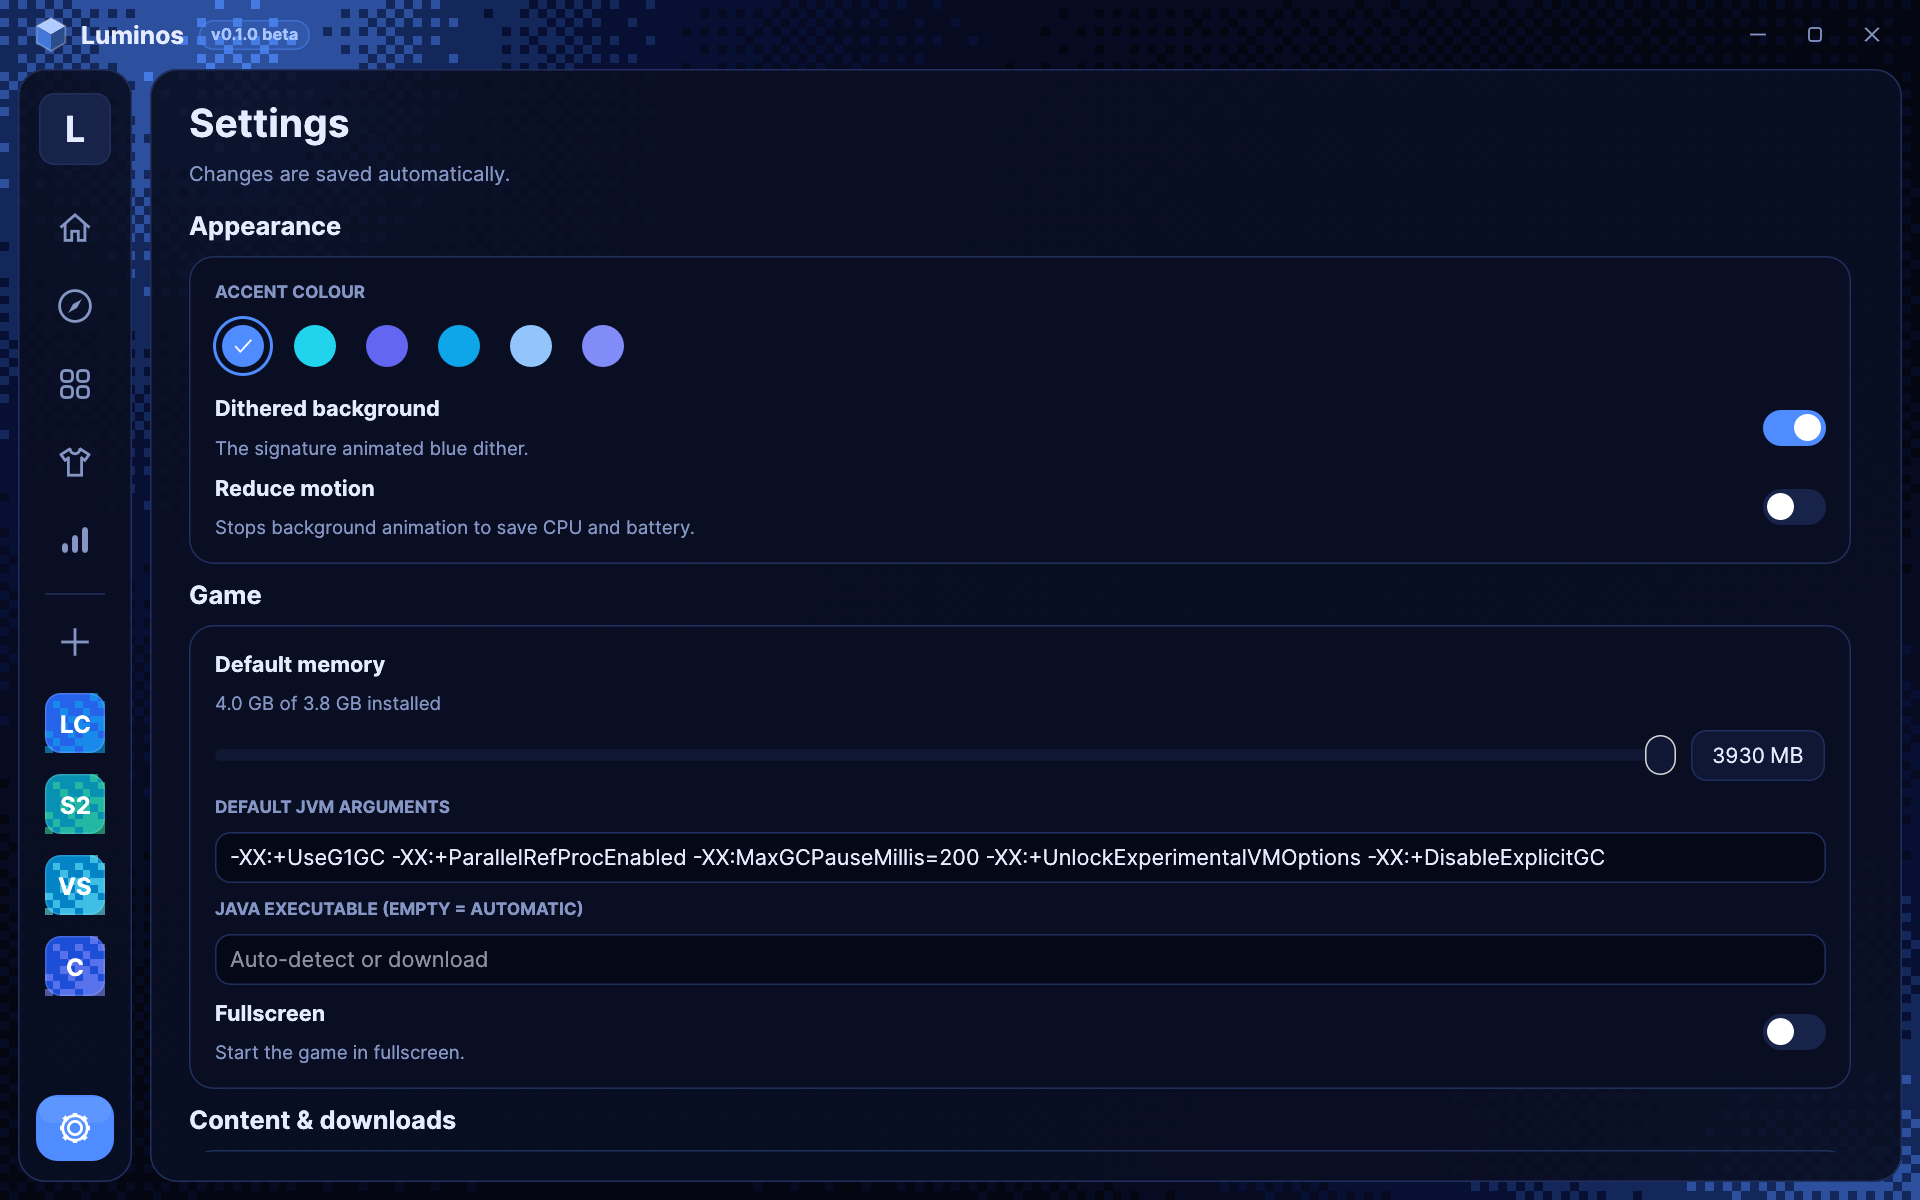 Luminos
v0.1.0 beta
L
Settings
Changes are saved automatically.
Appearance
ACCENT COLOUR
Dithered background
The signature animated blue dither.
Reduce motion
Stops background animation to save CPU and battery.
Game
Default memory
4.0 GB of 3.8 GB installed
3930 MB
DEFAULT JVM ARGUMENTS
-XX:+UseG1GC -XX:+ParallelRefProcEnabled -XX:MaxGCPauseMillis=200 -XX:+UnlockExperimentalVMOptions -XX:+DisableExplicitGC
JAVA EXECUTABLE (EMPTY = AUTOMATIC)
Auto-detect or download
Fullscreen
Start the game in fullscreen.
Content & downloads
LC
S2
VS
C